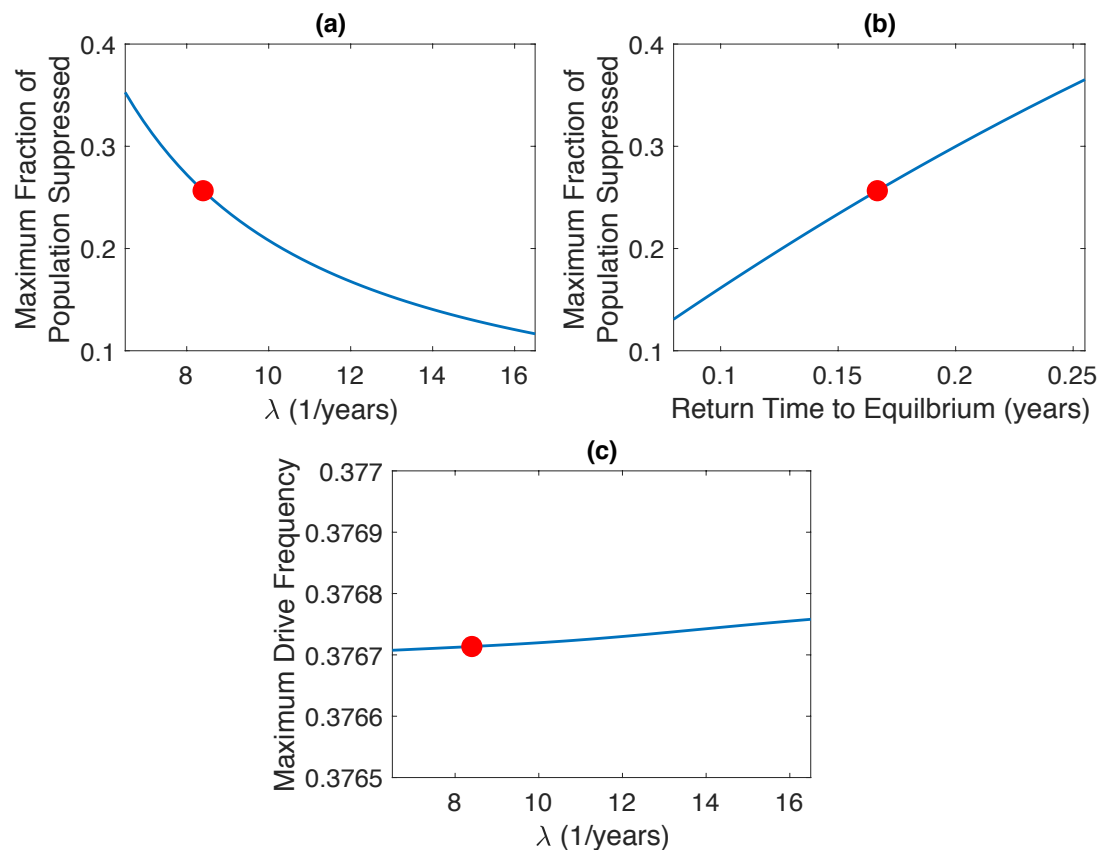 (a)
0.4
0.3
0.2
0.1
Maximum Fraction of
Population Suppressed
8 10 12 14 16
λ (1/years)
(b)
0.4
0.3
0.2
0.1
Maximum Fraction of
Population Suppressed
0.1 0.15 0.2 0.25
Return Time to Equilbrium (years)
(c)
0.377
0.3769
0.3768
0.3767
0.3766
0.3765
Maximum Drive Frequency
8 10 12 14 16
λ (1/years)